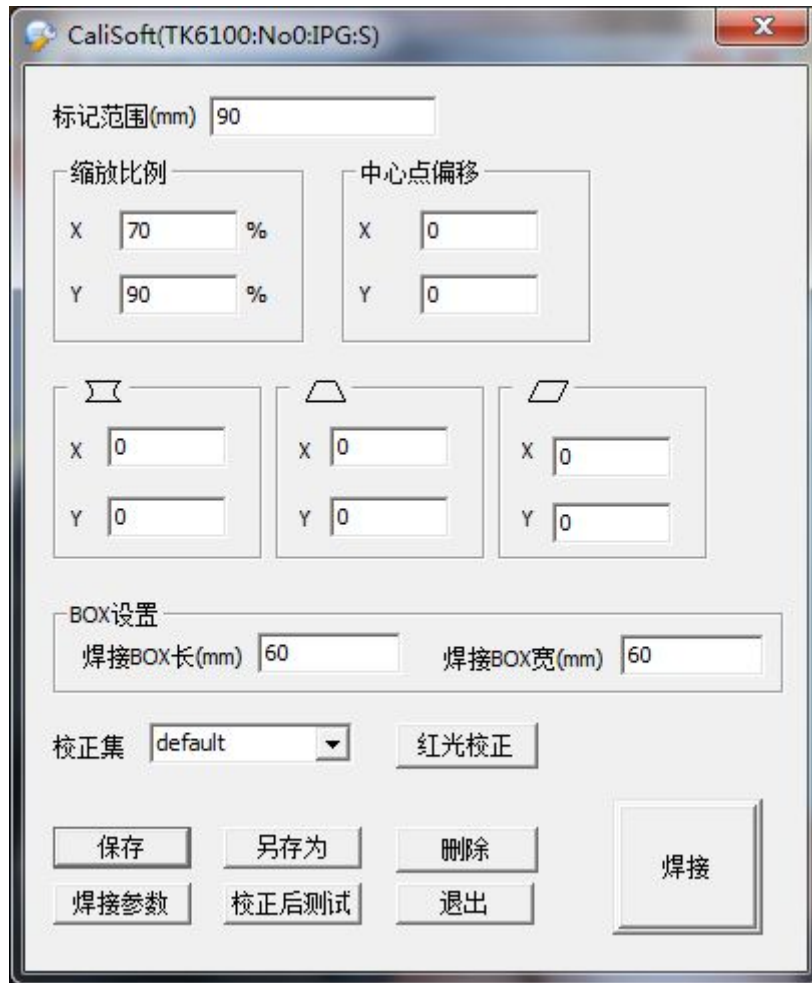 CaliSoft(TK6100:No0:IPG:S)
标记范围(mm) 90
缩放比例 中心点偏移
X 70 % X 0
Y 90 % Y 0
X 0 X 0 X 0
Y 0 Y 0 Y 0
BOX设置
焊接BOX长(mm) 60 焊接BOX宽(mm) 60
校正集 default 红光校正
保存 另存为 删除 焊接
焊接参数 校正后测试 退出